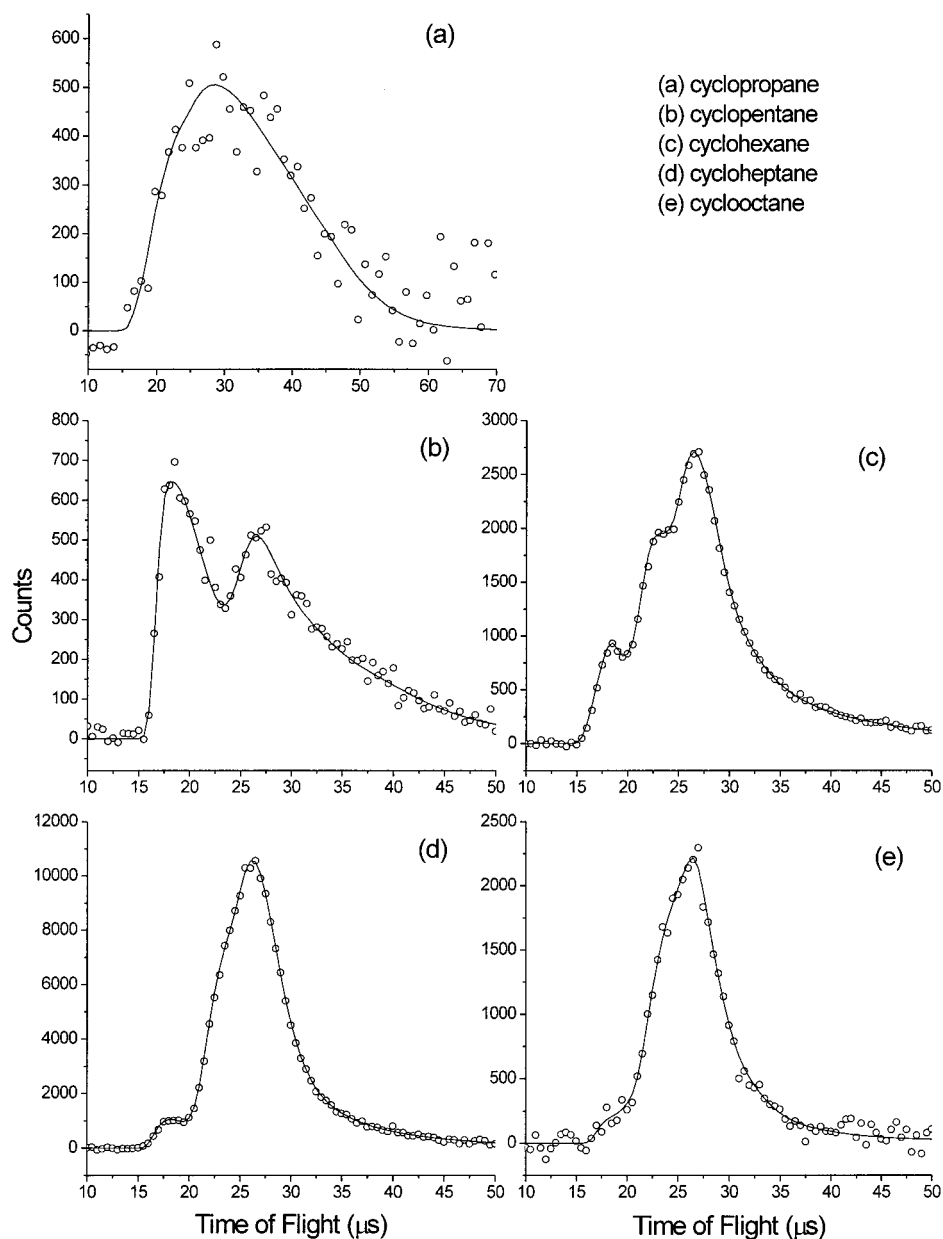 (a)
600
500
400
300
200
100
0
10 20 30 40 50 60 70
(a) cyclopropane
(b) cyclopentane
(c) cyclohexane
(d) cycloheptane
(e) cyclooctane
(b)
800
700
600
500
400
300
200
100
0
10 15 20 25 30 35 40 45 50
(c)
3000
2500
2000
1500
1000
500
0
10 15 20 25 30 35 40 45 50
Counts
(d)
12000
10000
8000
6000
4000
2000
0
10 15 20 25 30 35 40 45 50
Time of Flight (μs)
(e)
2500
2000
1500
1000
500
0
10 15 20 25 30 35 40 45 50
Time of Flight (μs)